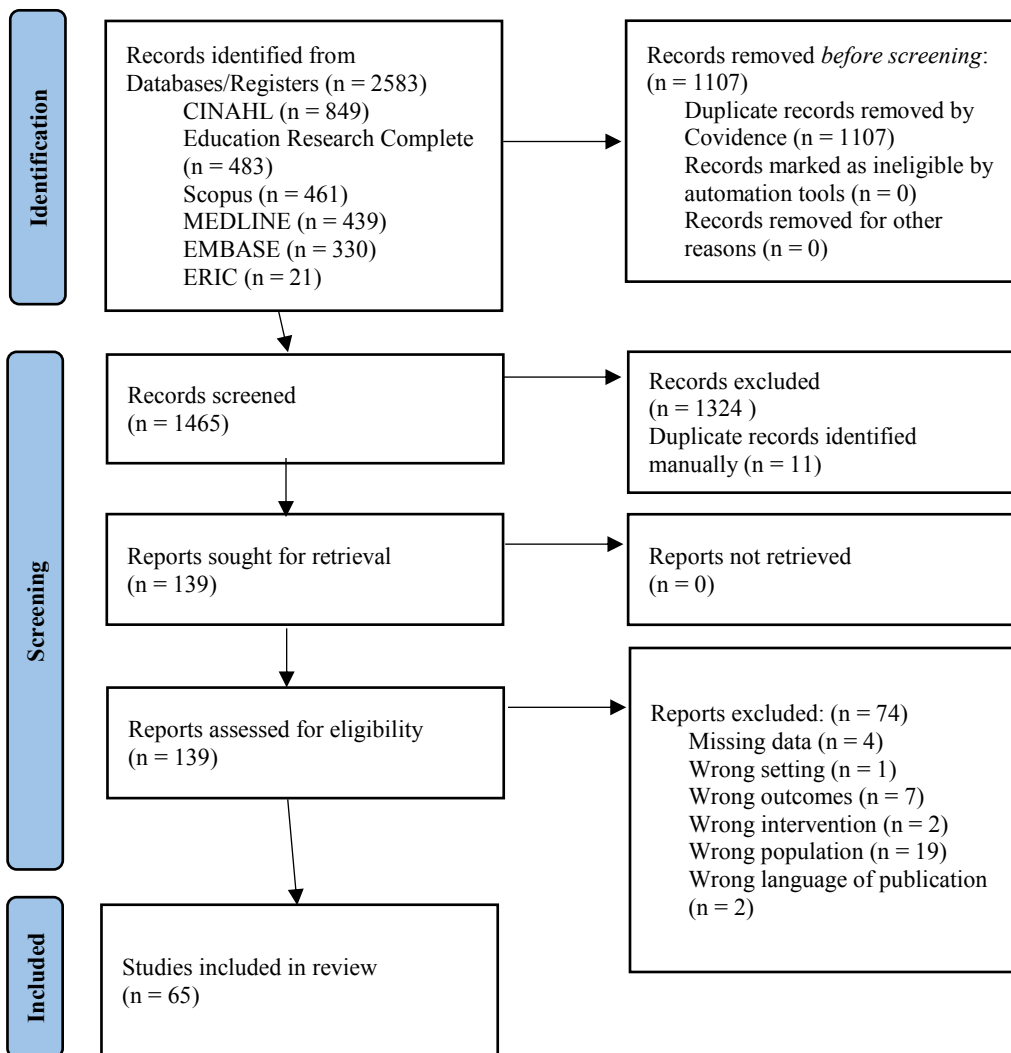 Identification
Records identified from
Databases/Registers (n = 2583)
CINAHL (n = 849)
Education Research Complete
(n = 483)
Scopus (n = 461)
MEDLINE (n = 439)
EMBASE (n = 330)
ERIC (n = 21)
Records removed before screening:
(n = 1107)
Duplicate records removed by
Covidence (n = 1107)
Records marked as ineligible by
automation tools (n = 0)
Records removed for other
reasons (n = 0)
Screening
Records screened
(n = 1465)
Records excluded
(n = 1324 )
Duplicate records identified
manually (n = 11)
Reports sought for retrieval
(n = 139)
Reports not retrieved
(n = 0)
Reports assessed for eligibility
(n = 139)
Reports excluded: (n = 74)
Missing data (n = 4)
Wrong setting (n = 1)
Wrong outcomes (n = 7)
Wrong intervention (n = 2)
Wrong population (n = 19)
Wrong language of publication
(n = 2)
Included
Studies included in review
(n = 65)